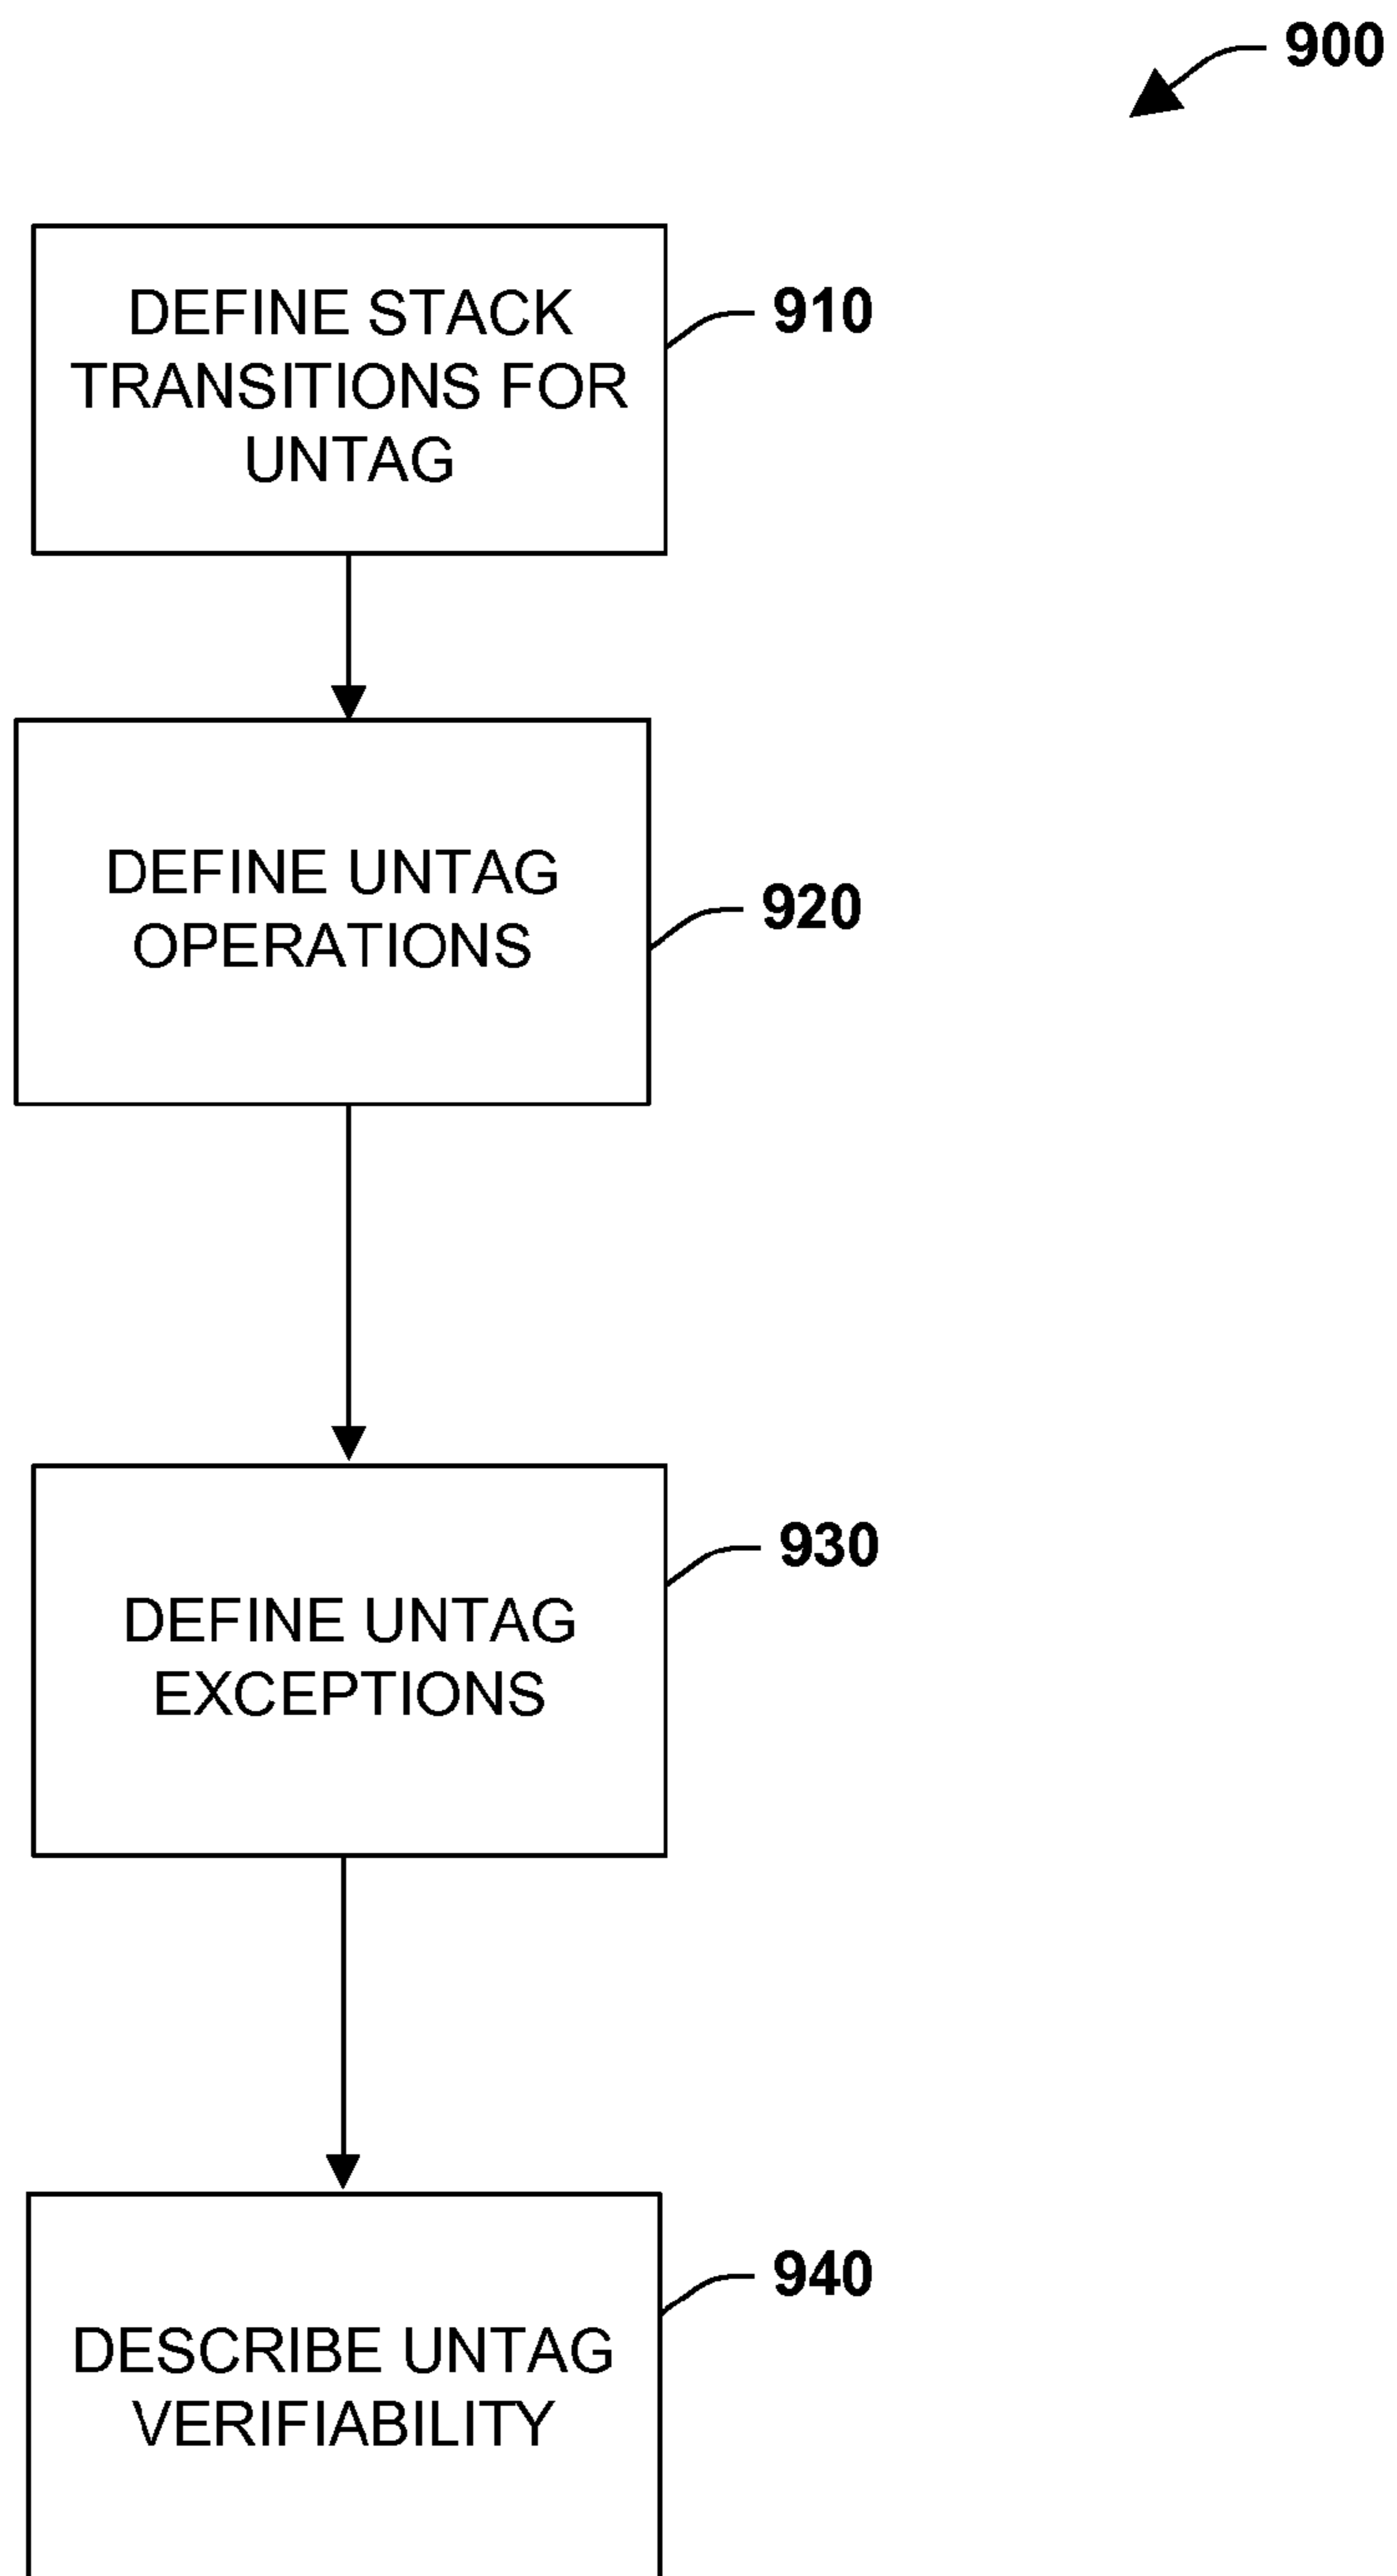 900
DEFINE STACK
TRANSITIONS FOR
UNTAG
910
DEFINE UNTAG
OPERATIONS
920
DEFINE UNTAG
EXCEPTIONS
930
DESCRIBE UNTAG
VERIFIABILITY
940